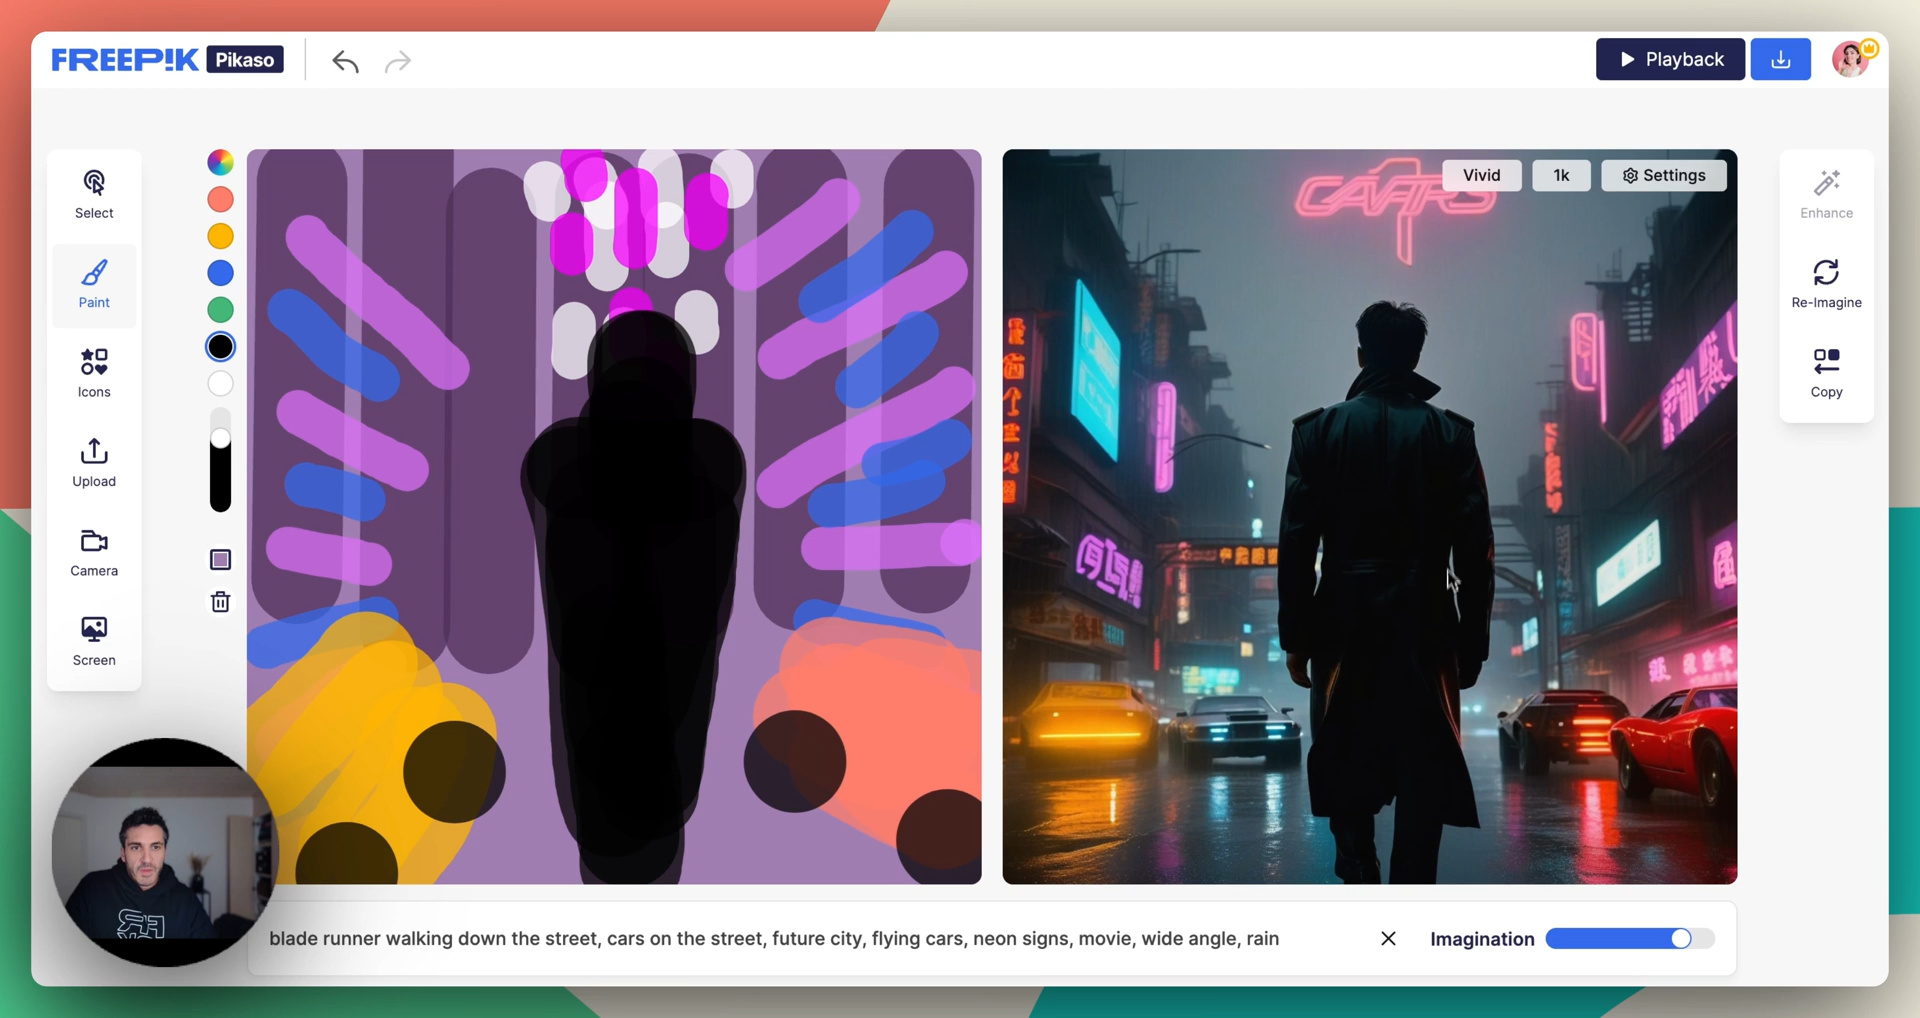 FREEP!K Pikaso
Playback
Select
Paint
Icons
Upload
Camera
Screen
Vivid
1k
Settings
Enhance
Re-Imagine
Copy
blade runner walking down the street, cars on the street, future city, flying cars, neon signs, movie, wide angle, rain
Imagination